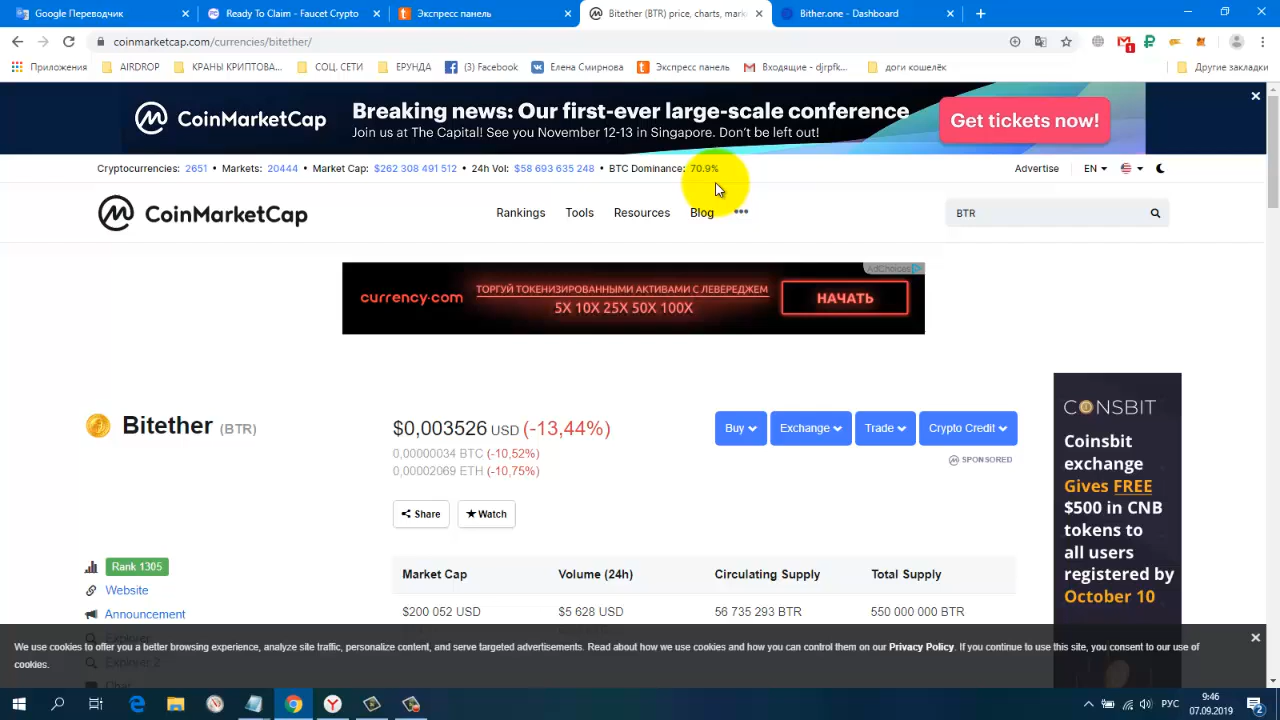 Google Переводчик
Ready To Claim - Faucet Crypto
Экспресс панель
Bitether (BTR) price, charts, mark
Bither.one - Dashboard
coinmarketcap.com/currencies/bitether/
1
Приложения
AIRDROP
КРАНЫ КРИПТОВА...
СОЦ. СЕТИ
ЕРУНДА
(3) Facebook
Елена Смирнова
Экспресс панель
Входящие - djrpfk...
доги кошелёк
Другие закладки
CoinMarketCap
Breaking news: Our first-ever large-scale conference
Join us at The Capital! See you November 12-13 in Singapore. Don't be left out!
Get tickets now!
Cryptocurrencies: 2651 • Markets: 20444 • Market Cap: $262 308 491 512 • 24h Vol: $58 693 635 248 • BTC Dominance: 70.9%
Advertise
EN
CoinMarketCap
Rankings
Tools
Resources
Blog
BTR
AdChoices
currency.com
ТОРГУЙ ТОКЕНИЗИРОВАННЫМИ АКТИВАМИ С ЛЕВЕРЕДЖЕМ
5X 10X 25X 50X 100X
НАЧАТЬ
Bitether (BTR)
$0,003526 USD (-13,44%)
0,00000034 BTC (-10,52%)
0,00002069 ETH (-10,75%)
Buy
Exchange
Trade
Crypto Credit
SPONSORED
Share
Watch
Rank 1305
Website
Announcement
Explorer
Explorer 2
Chat
Market Cap
Volume (24h)
Circulating Supply
Total Supply
$200 052 USD
$5 628 USD
56 735 293 BTR
550 000 000 BTR
CONSBIT
Coinsbit
exchange
Gives FREE
$500 in CNB
tokens to
all users
registered by
October 10
We use cookies to offer you a better browsing experience, analyze site traffic, personalize content, and serve targeted advertisements. Read about how we use cookies and how you can control them on our Privacy Policy. If you continue to use this site, you consent to our use of
cookies.
РУС
9:46
07.09.2019
2